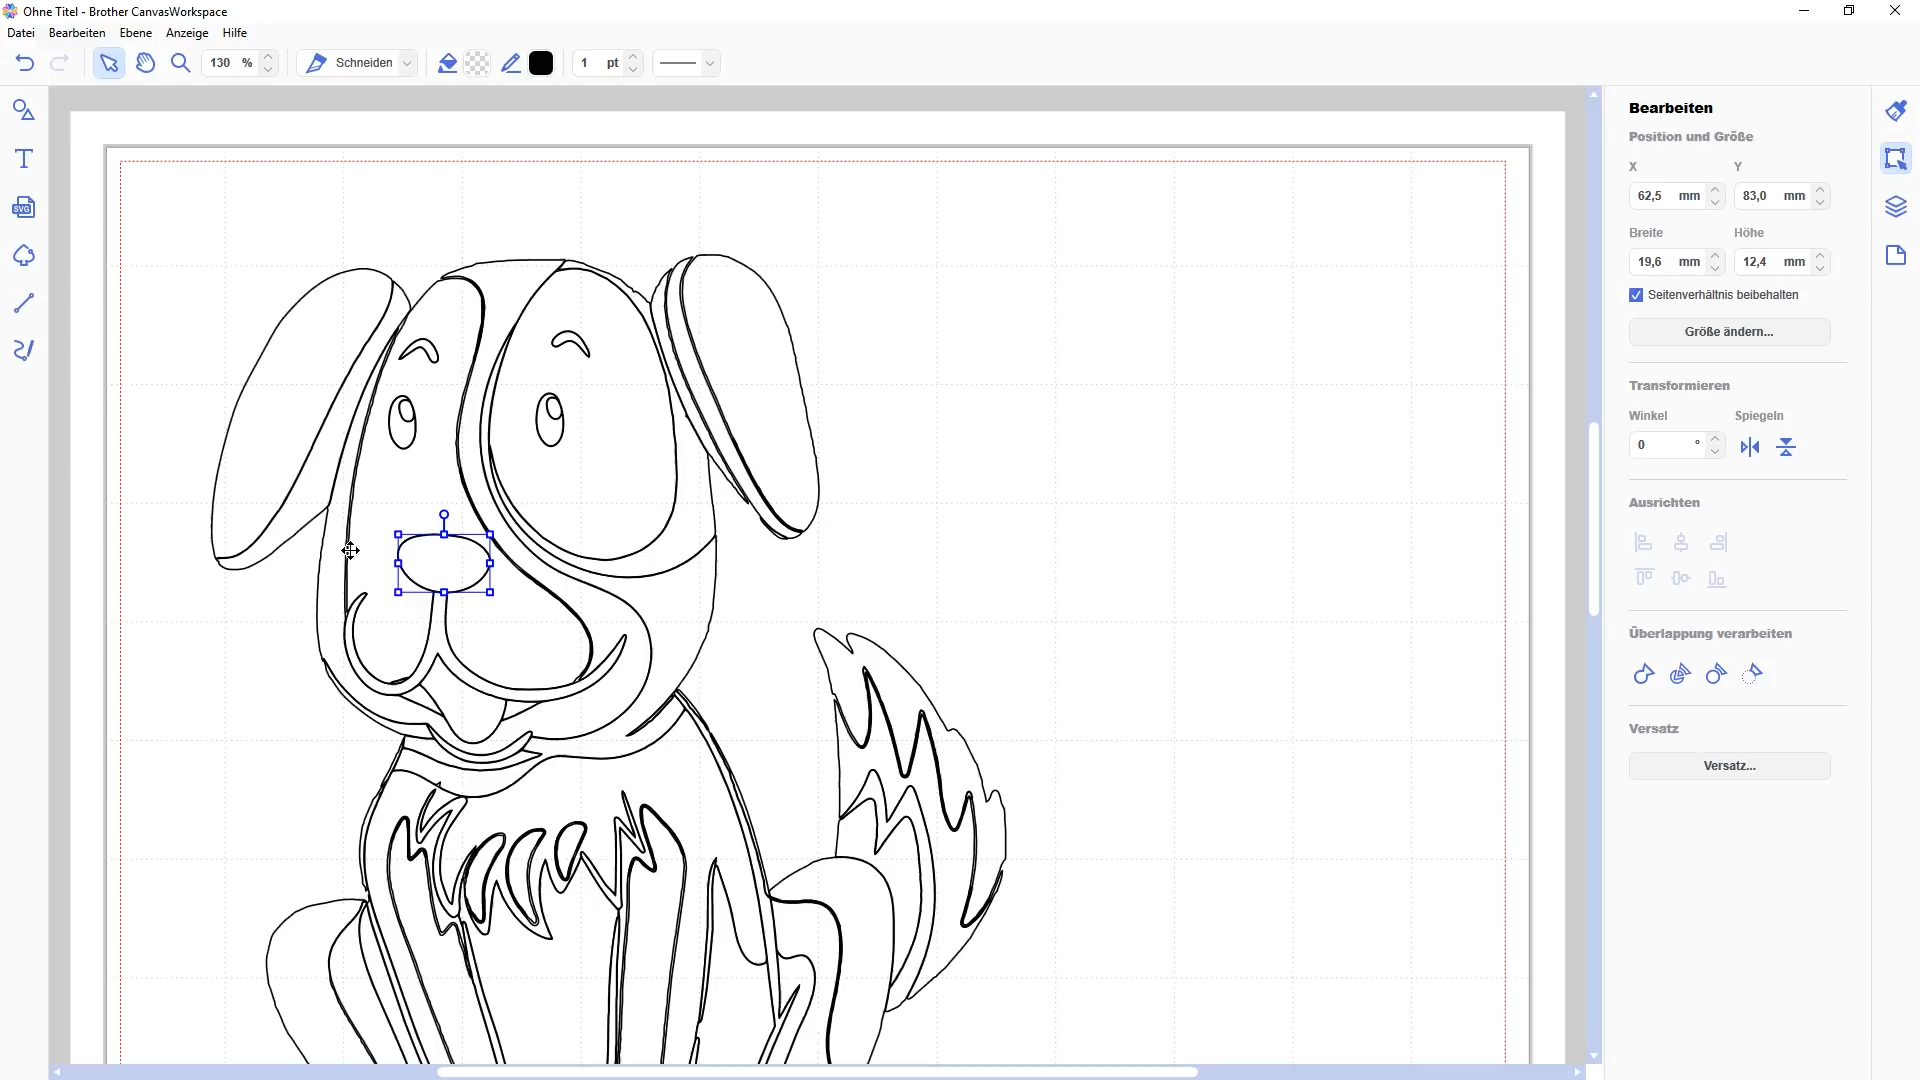 Ohne Titel - Brother CanvasWorkspace
Datei Bearbeiten Ebene Anzeige Hilfe
130 % Schneiden 1 pt
T
SVG
Bearbeiten
Position und Größe
X Y
62,5 mm 83,0 mm
Breite Höhe
19,6 mm 12,4 mm
Seitenverhältnis beibehalten
Größe ändern...
Transformieren
Winkel Spiegeln
0 °
Ausrichten
Überlappung verarbeiten
Versatz
Versatz...